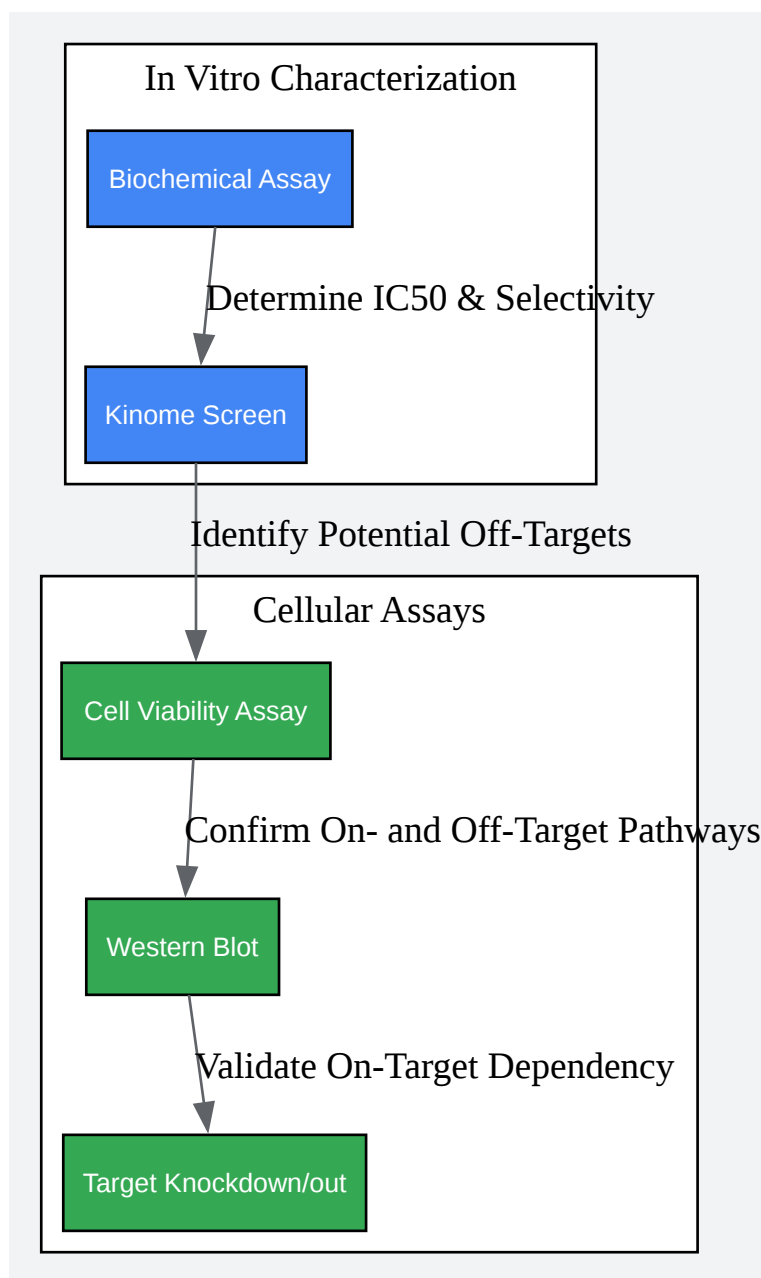 In Vitro Characterization
Biochemical Assay
Determine IC50 & Selectivity
Kinome Screen
Identify Potential Off-Targets
Cellular Assays
Cell Viability Assay
Confirm On- and Off-Target Pathways
Western Blot
Validate On-Target Dependency
Target Knockdown/out